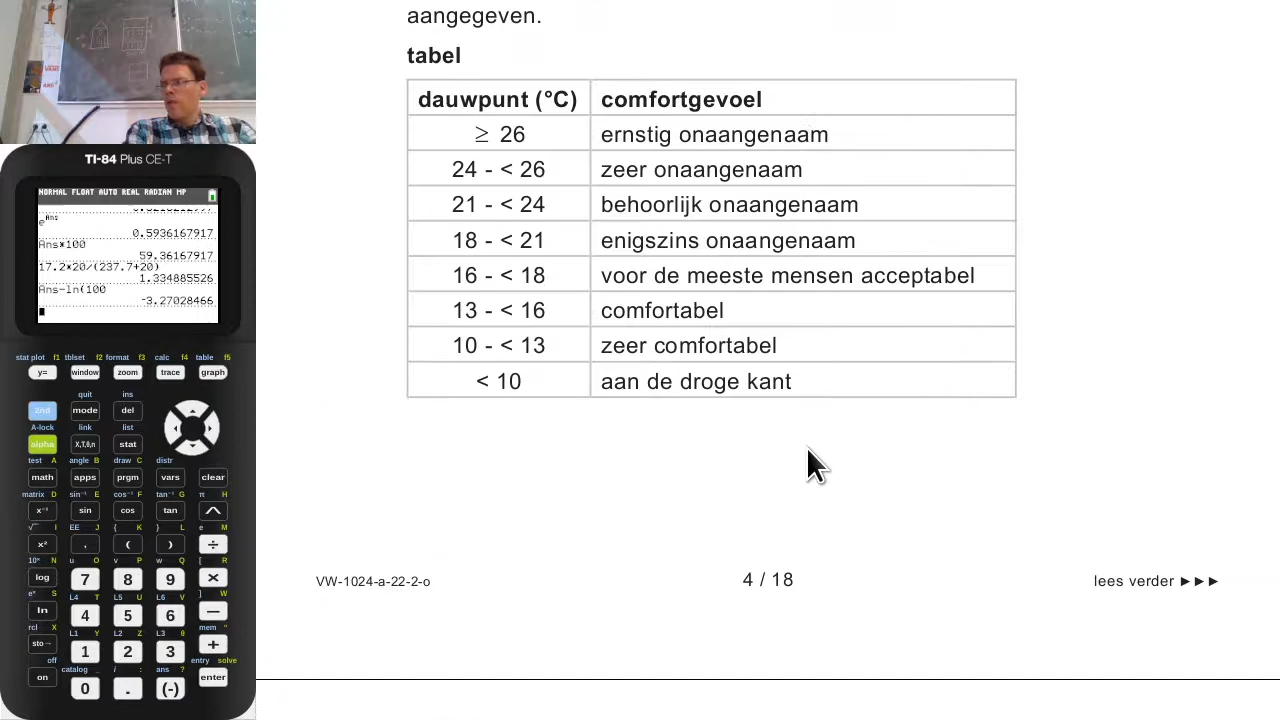 aangegeven.
tabel
dauwpunt (°C) comfortgevoel
≥ 26 ernstig onaangenaam
24 - < 26 zeer onaangenaam
21 - < 24 behoorlijk onaangenaam
18 - < 21 enigszins onaangenaam
16 - < 18 voor de meeste mensen acceptabel
13 - < 16 comfortabel
10 - < 13 zeer comfortabel
< 10 aan de droge kant
VW-1024-a-22-2-o 4 / 18 lees verder ►►►
TI-84 Plus CE-T
NORMAL FLOAT AUTO REAL RADIAN MP
e^Ans
0.5936167917
Ans*100
59.36167917
17.2*20/(237.7+20)
1.334885526
Ans-ln(100
-3.27028466
stat plot f1 tblset f2 format f3 calc f4 table f5
y= window zoom trace graph
quit ins
2nd mode del
A-lock link list
alpha X,T,θ,n stat
test A angle B draw C distr
math apps prgm vars clear
matrix D sin⁻¹ E cos⁻¹ F tan⁻¹ G π H
x⁻¹ sin cos tan ^
√ I EE J { K } L e M
x² , ( ) ÷
10ˣ N u O v P w Q [ R
log 7 8 9 ×
eˣ S L4 T L5 U L6 V ] W
ln 4 5 6 —
rcl X L1 Y L2 Z L3 θ mem "
sto→ 1 2 3 +
off catalog _ i : ans ? entry solve
on 0 . (-) enter